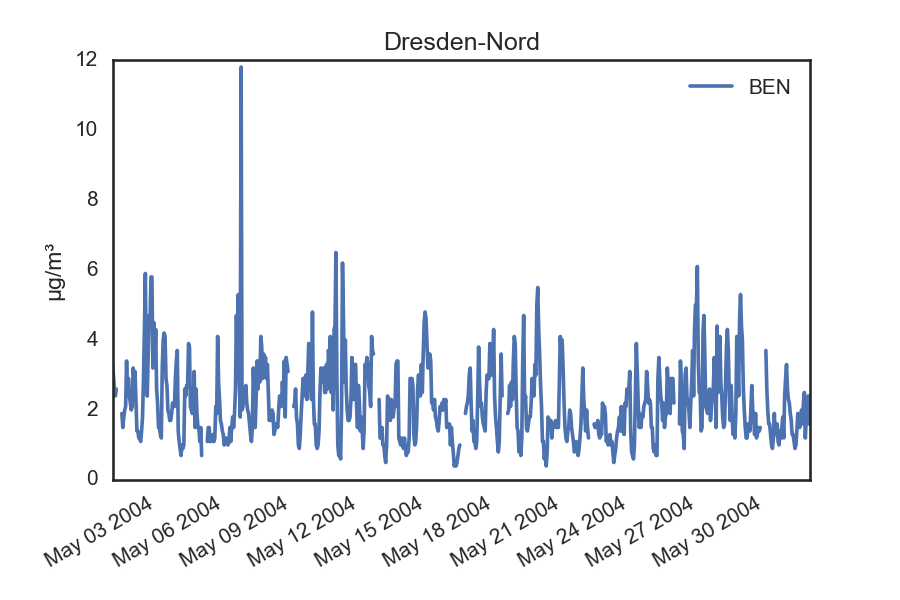 Dresden-Nord
12
10
8
6
4
2
0
µg/m³
BEN
May 03 2004
May 06 2004
May 09 2004
May 12 2004
May 15 2004
May 18 2004
May 21 2004
May 24 2004
May 27 2004
May 30 2004